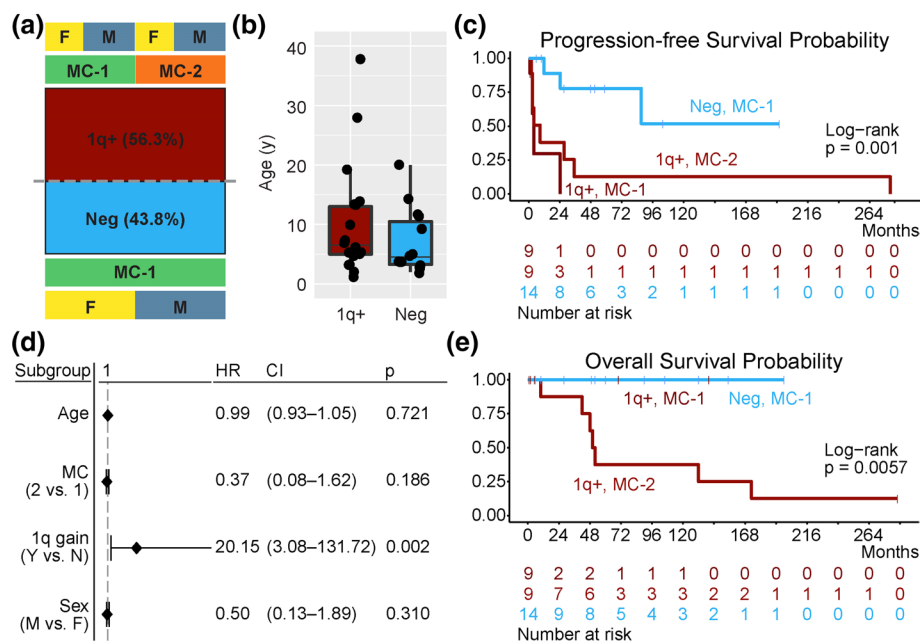 (a)
F M F M
MC-1 MC-2
1q+ (56.3%)
Neg (43.8%)
MC-1
F M
(b)
40
30
20
10
0
Age (y)
1q+ Neg
(c)
Progression-free Survival Probability
1.00
0.75
0.50
0.25
0.00
Neg, MC-1
Log-rank
p = 0.001
1q+, MC-2
1q+, MC-1
0 24 48 72 96 120 168 216 264
Months
9 1 0 0 0 0 0 0 0 0 0 0 0
9 3 1 1 1 1 1 1 1 1 1 1 0
14 8 6 3 2 1 1 1 1 0 0 0 0
Number at risk
(d)
Subgroup 1 HR CI p
Age 0.99 (0.93–1.05) 0.721
MC
(2 vs. 1) 0.37 (0.08–1.62) 0.186
1q gain
(Y vs. N) 20.15 (3.08–131.72) 0.002
Sex
(M vs. F) 0.50 (0.13–1.89) 0.310
(e)
Overall Survival Probability
1.00
0.75
0.50
0.25
0.00
1q+, MC-1 Neg, MC-1
Log-rank
p = 0.0057
1q+, MC-2
0 24 48 72 96 120 168 216 264
Months
9 2 2 1 1 1 0 0 0 0 0 0 0
9 7 6 3 3 3 2 2 1 1 1 1 0
14 9 8 5 4 3 2 1 1 0 0 0 0
Number at risk